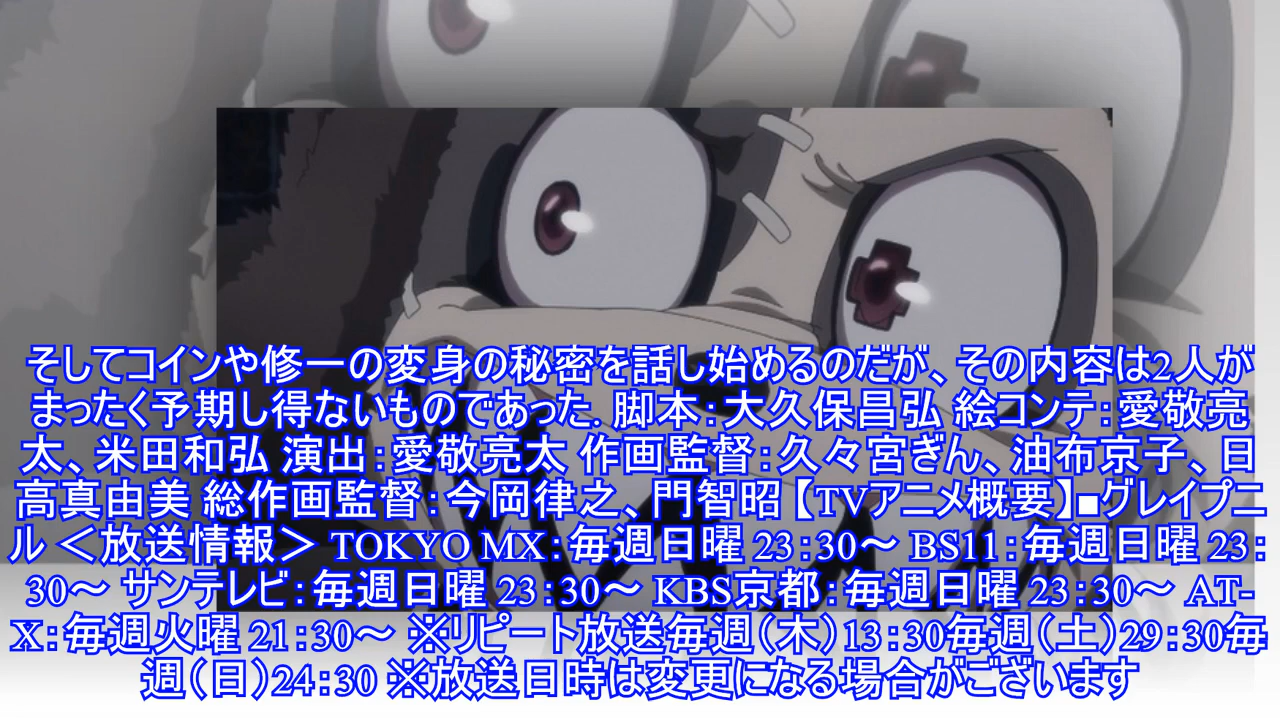 そしてコインや修一の変身の秘密を話し始めるのだが、その内容は2人が
まったく予期し得ないものであった. 脚本：大久保昌弘 絵コンテ：愛敬亮
太、米田和弘 演出：愛敬亮太 作画監督：久々宮ぎん、油布京子、日
高真由美 総作画監督：今岡律之、門智昭【TVアニメ概要】■グレイプニ
ル ＜放送情報＞ TOKYO MX：毎週日曜 23：30～ BS11：毎週日曜 23：
30～ サンテレビ：毎週日曜 23：30～ KBS京都：毎週日曜 23：30～ AT-
X：毎週火曜 21：30～ ※リピート放送毎週（木）13：30毎週（土）29：30毎
週（日）24：30 ※放送日時は変更になる場合がございます